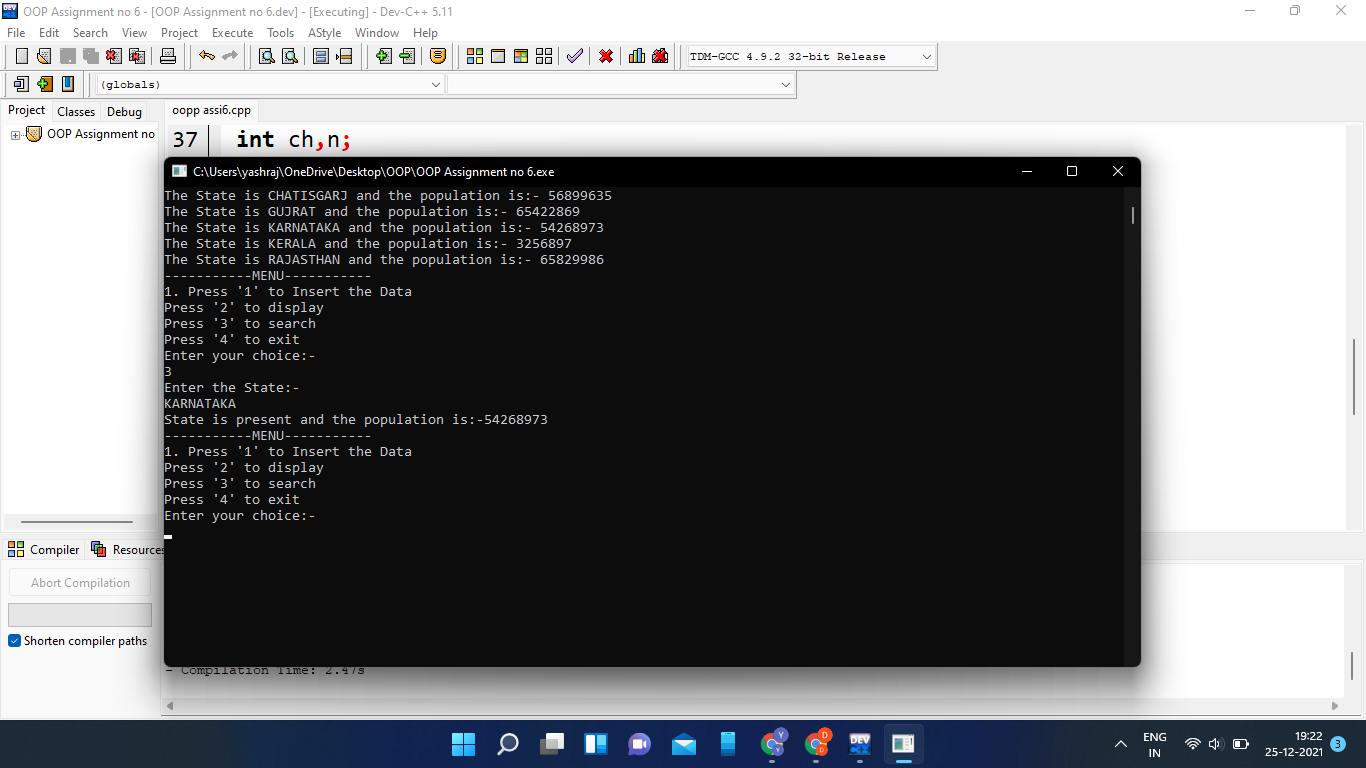 OOP Assignment no 6 - [OOP Assignment no 6.dev] - [Executing] - Dev-C++ 5.11
File Edit Search View Project Execute Tools AStyle Window Help
TDM-GCC 4.9.2 32-bit Release
(globals)
Project Classes Debug
oopp assi6.cpp
OOP Assignment no
37 int ch,n;
C:\Users\yashraj\OneDrive\Desktop\OOP\OOP Assignment no 6.exe
The State is CHATISGARJ and the population is:- 56899635
The State is GUJRAT and the population is:- 65422869
The State is KARNATAKA and the population is:- 54268973
The State is KERALA and the population is:- 3256897
The State is RAJASTHAN and the population is:- 65829986
-----------MENU-----------
1. Press '1' to Insert the Data
Press '2' to display
Press '3' to search
Press '4' to exit
Enter your choice:-
3
Enter the State:-
KARNATAKA
State is present and the population is:-54268973
-----------MENU-----------
1. Press '1' to Insert the Data
Press '2' to display
Press '3' to search
Press '4' to exit
Enter your choice:-
Compiler Resources
Abort Compilation
Shorten compiler paths
- Compilation Time: 2.47s
Y
D
DEV
ENG
IN
19:22
25-12-2021
3